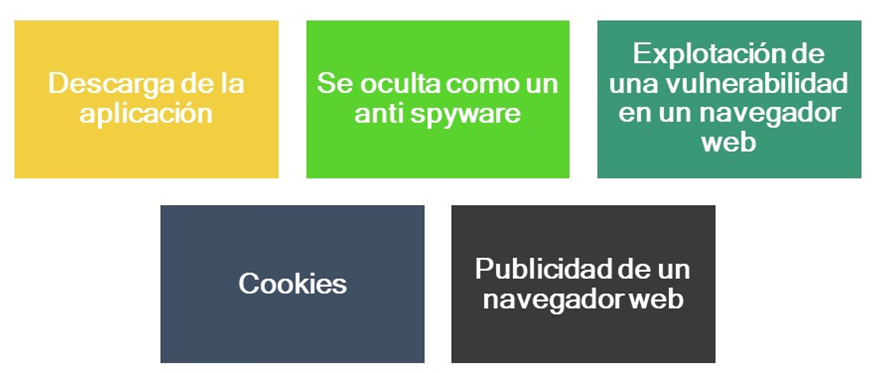 Descarga de la
aplicación
Se oculta como un
anti spyware
Explotación de
una vulnerabilidad
en un navegador
web
Cookies
Publicidad de un
navegador web